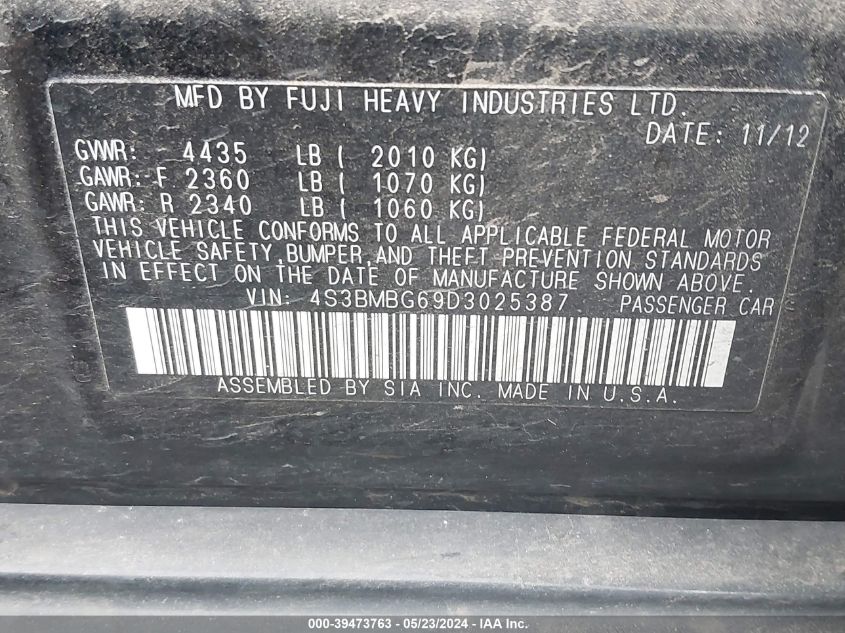 MFD BY FUJI HEAVY INDUSTRIES LTD.
DATE: 11/12
GVWR: 4435 LB ( 2010 KG)
GAWR: F 2360 LB ( 1070 KG)
GAWR: R 2340 LB ( 1060 KG)
THIS VEHICLE CONFORMS TO ALL APPLICABLE FEDERAL MOTOR
VEHICLE SAFETY, BUMPER, AND THEFT PREVENTION STANDARDS
IN EFFECT ON THE DATE OF MANUFACTURE SHOWN ABOVE.
VIN: 4S3BMBG69D3025387 PASSENGER CAR
ASSEMBLED BY SIA INC. MADE IN U.S.A.
000-39473763 - 05/23/2024 - IAA Inc.